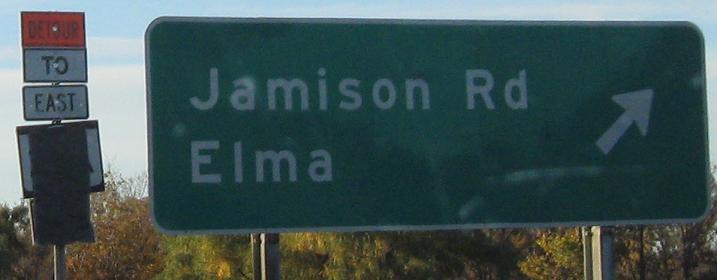 DETOUR
TO
EAST
Jamison Rd
Elma